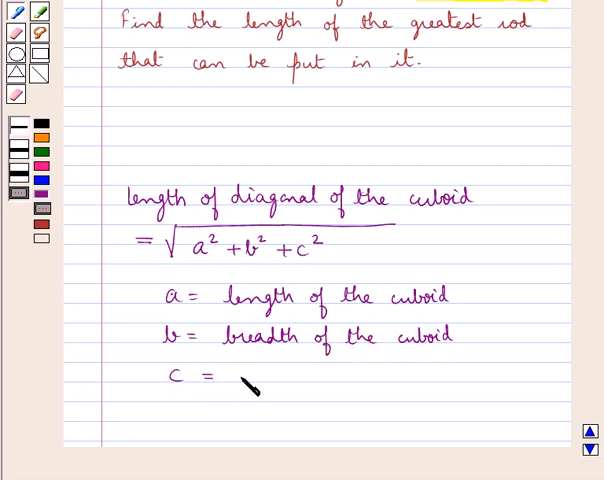 Find the length of the greatest rod
that can be put in it.
length of diagonal of the cuboid
= √a² + b² + c²
a = length of the cuboid
b = breadth of the cuboid
c =